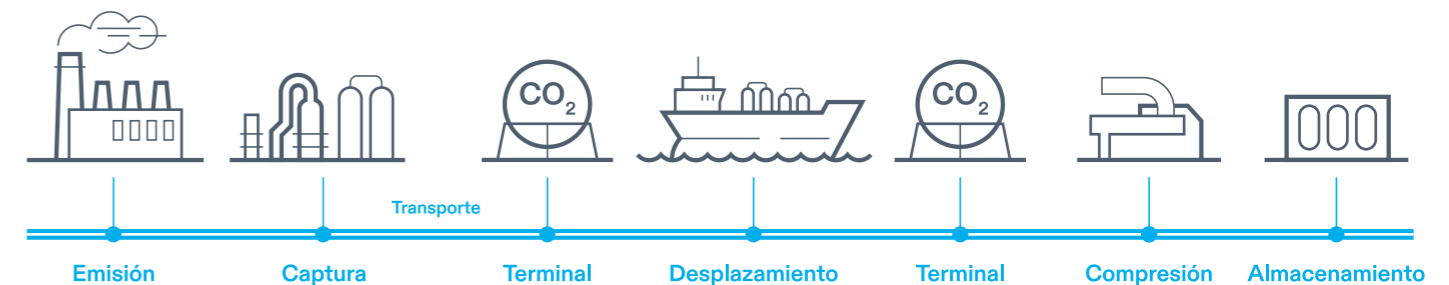 CO₂
CO₂
Transporte
Emisión
Captura
Terminal
Desplazamiento
Terminal
Compresión
Almacenamiento